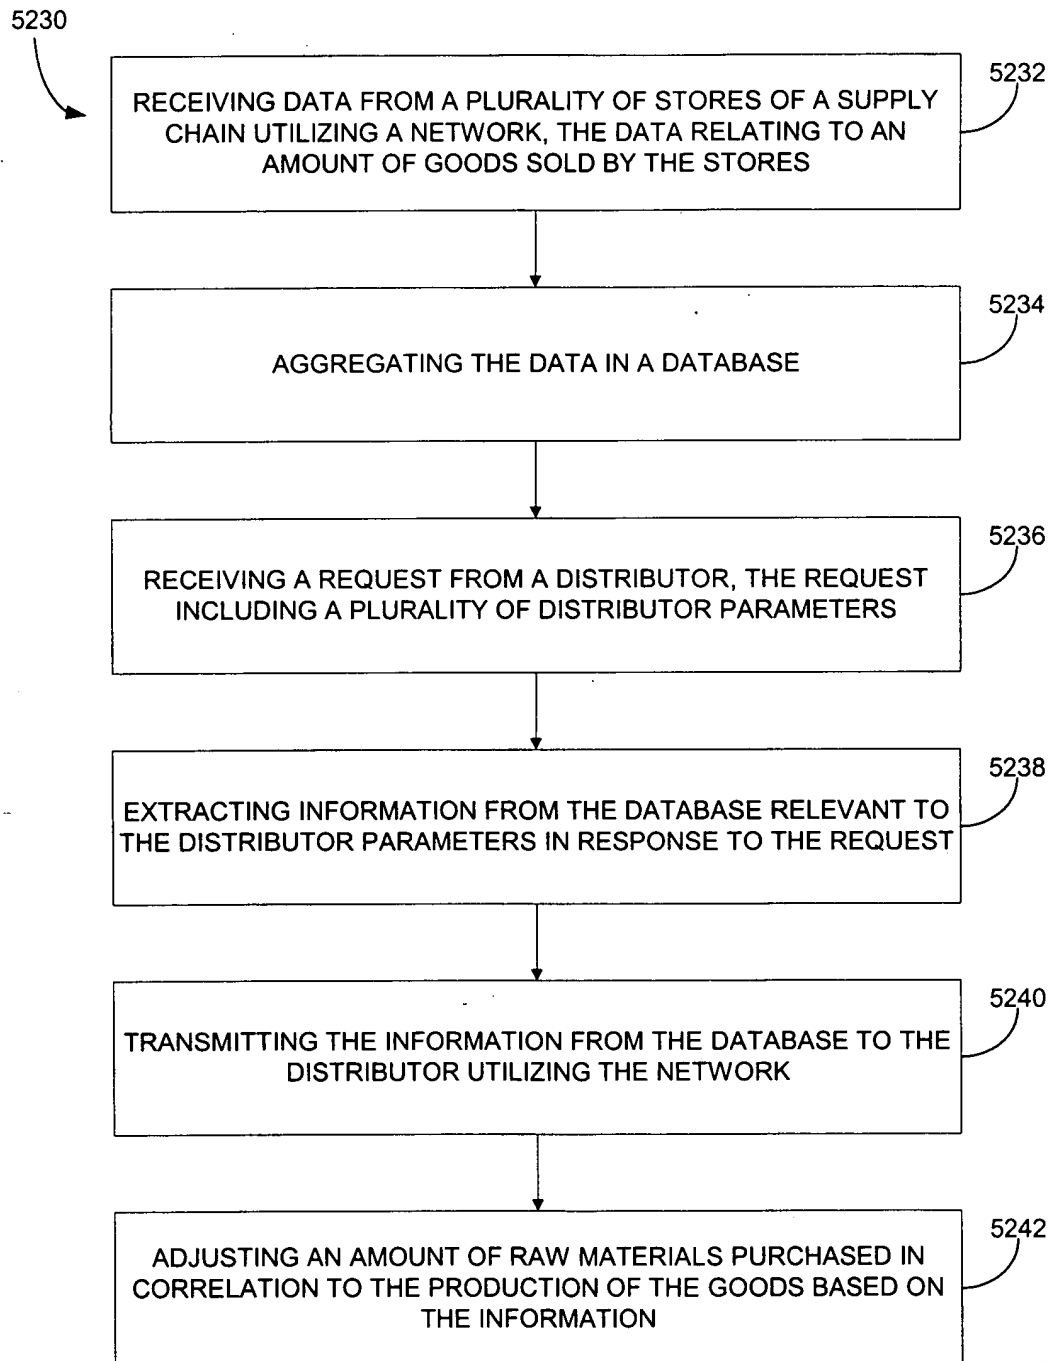 5230
5232
RECEIVING DATA FROM A PLURALITY OF STORES OF A SUPPLY
CHAIN UTILIZING A NETWORK, THE DATA RELATING TO AN
AMOUNT OF GOODS SOLD BY THE STORES
5234
AGGREGATING THE DATA IN A DATABASE
5236
RECEIVING A REQUEST FROM A DISTRIBUTOR, THE REQUEST
INCLUDING A PLURALITY OF DISTRIBUTOR PARAMETERS
5238
EXTRACTING INFORMATION FROM THE DATABASE RELEVANT TO
THE DISTRIBUTOR PARAMETERS IN RESPONSE TO THE REQUEST
5240
TRANSMITTING THE INFORMATION FROM THE DATABASE TO THE
DISTRIBUTOR UTILIZING THE NETWORK
5242
ADJUSTING AN AMOUNT OF RAW MATERIALS PURCHASED IN
CORRELATION TO THE PRODUCTION OF THE GOODS BASED ON
THE INFORMATION